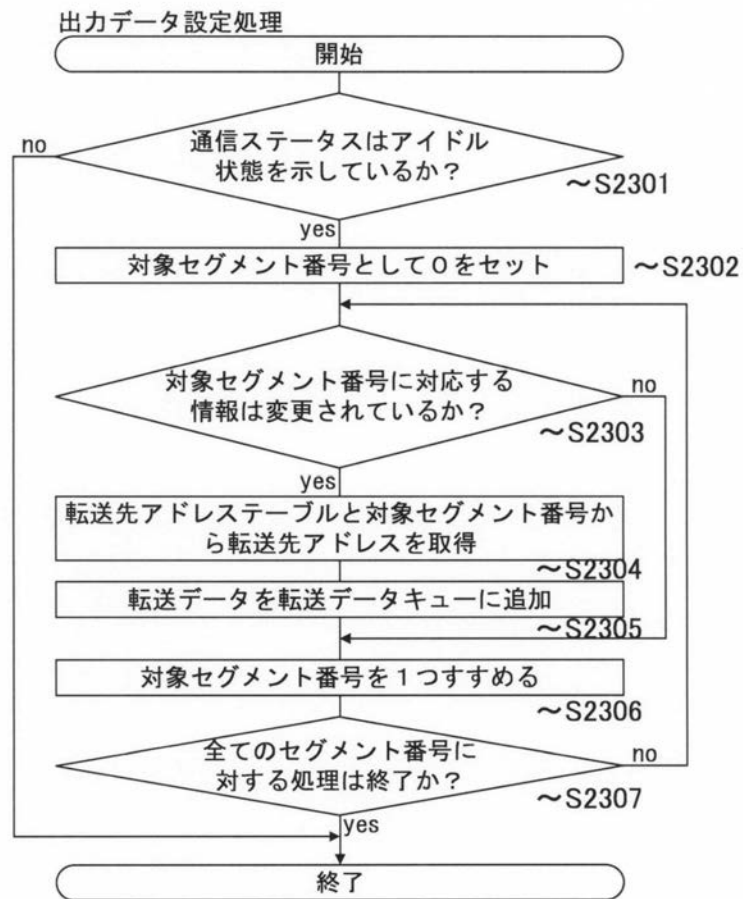 出力データ設定処理
開始
通信ステータスはアイドル
状態を示しているか？
no
～S2301
yes
対象セグメント番号として０をセット
～S2302
対象セグメント番号に対応する
情報は変更されているか？
no
～S2303
yes
転送先アドレステーブルと対象セグメント番号か
ら転送先アドレスを取得
～S2304
転送データを転送データキューに追加
～S2305
対象セグメント番号を１つすすめる
～S2306
全てのセグメント番号に
対する処理は終了か？
no
～S2307
yes
終了